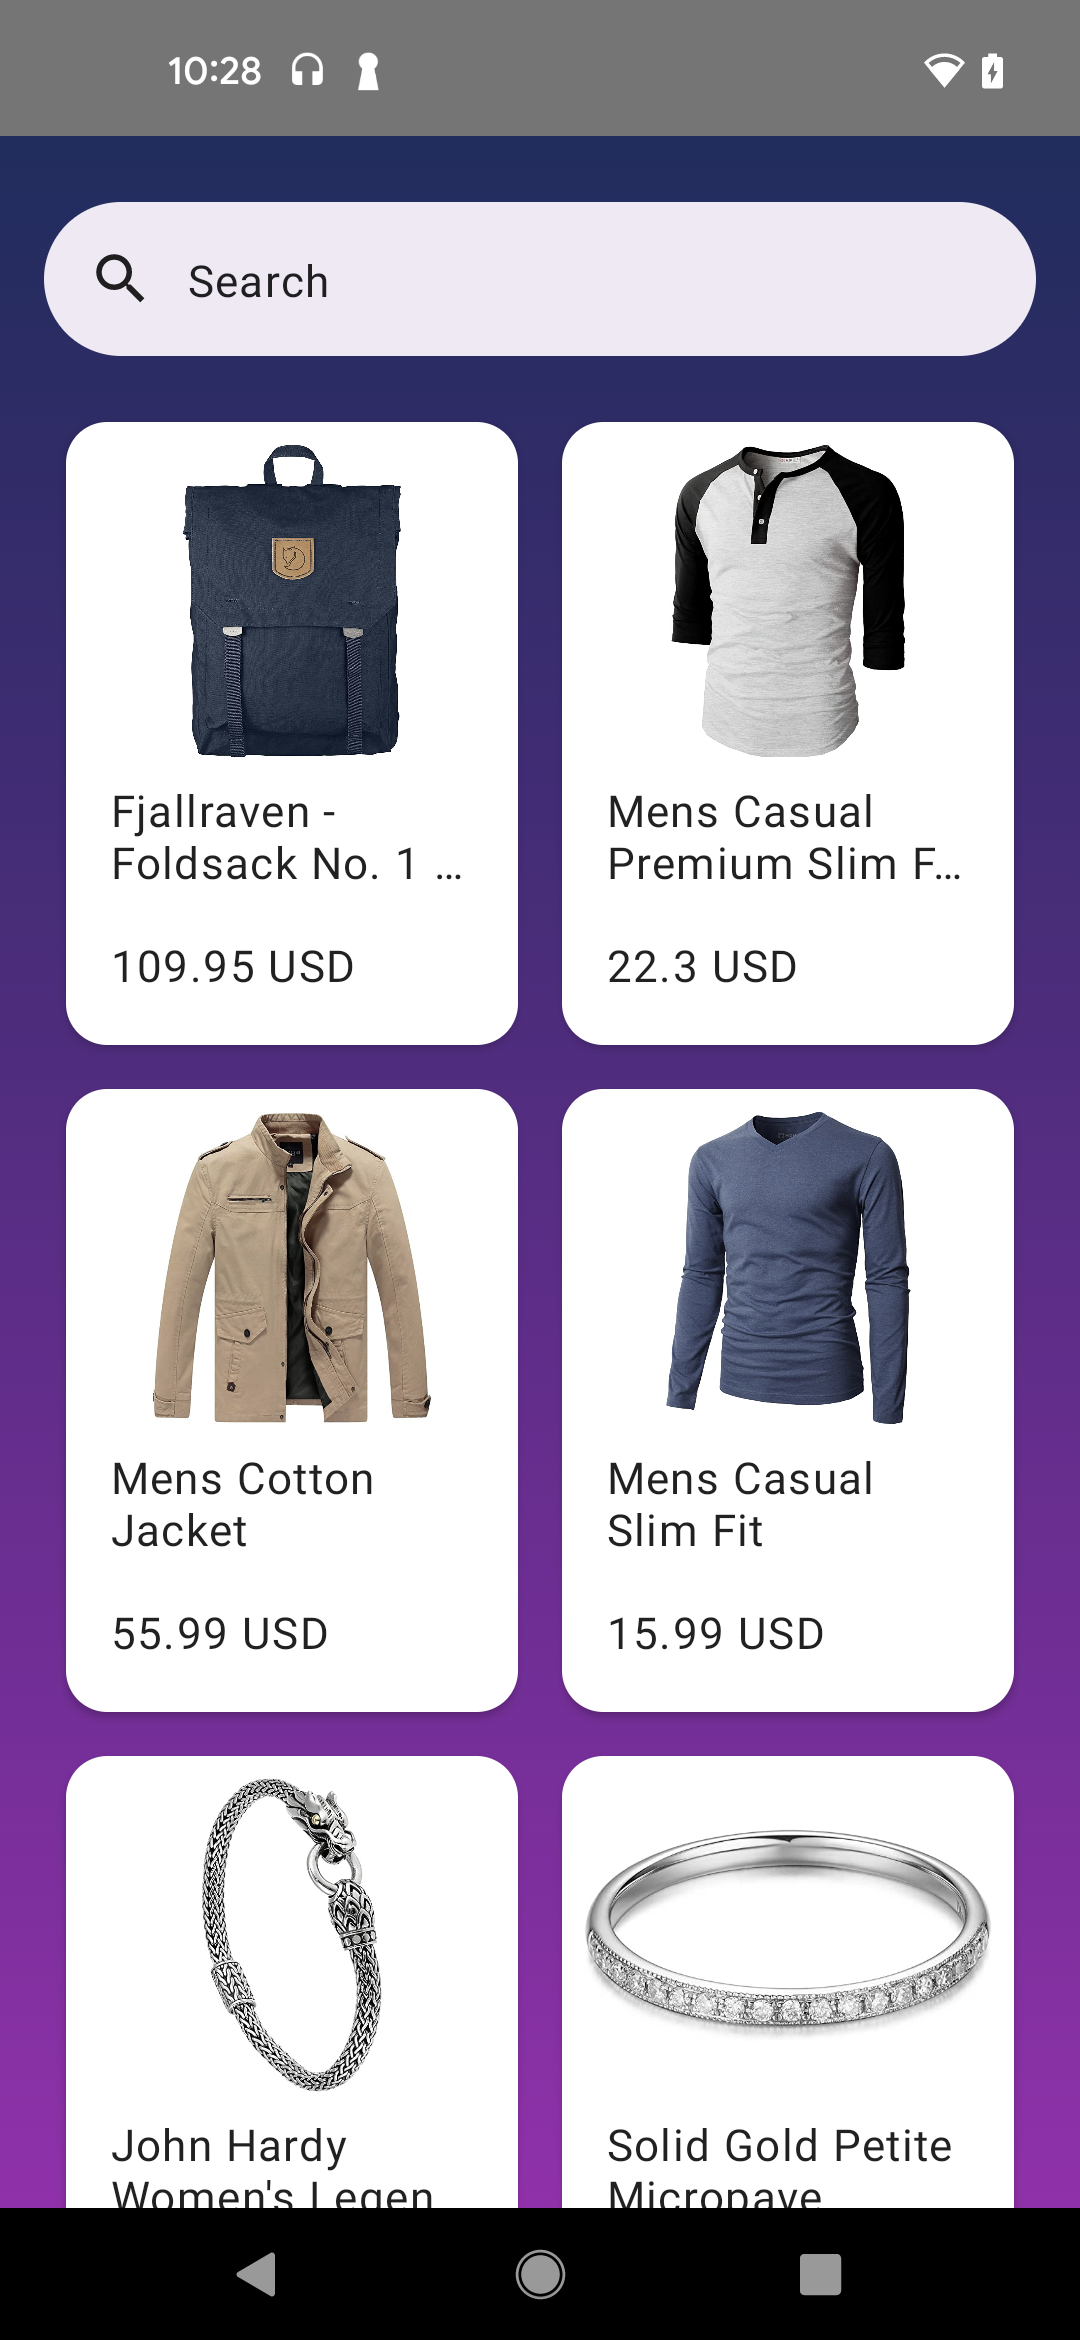 10:28
Search
Fjallraven -
Foldsack No. 1 ...
109.95 USD
Mens Casual
Premium Slim F...
22.3 USD
Mens Cotton
Jacket
55.99 USD
Mens Casual
Slim Fit
15.99 USD
John Hardy
Women's Legen
Solid Gold Petite
Micropave